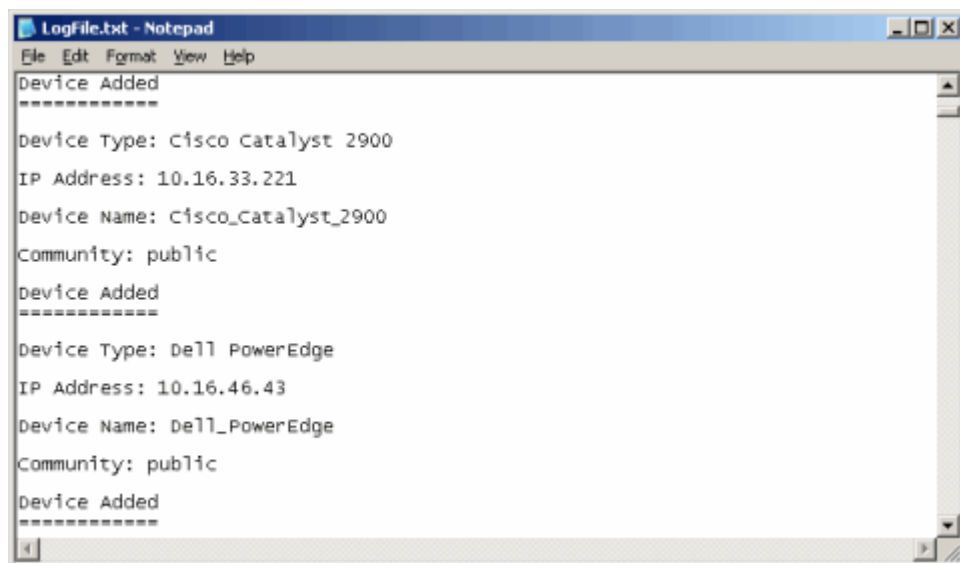 LogFile.txt - Notepad
File Edit Format View Help
Device Added
============
Device Type: Cisco Catalyst 2900
IP Address: 10.16.33.221
Device Name: Cisco_Catalyst_2900
Community: public
Device Added
============
Device Type: Dell PowerEdge
IP Address: 10.16.46.43
Device Name: Dell_PowerEdge
Community: public
Device Added
============